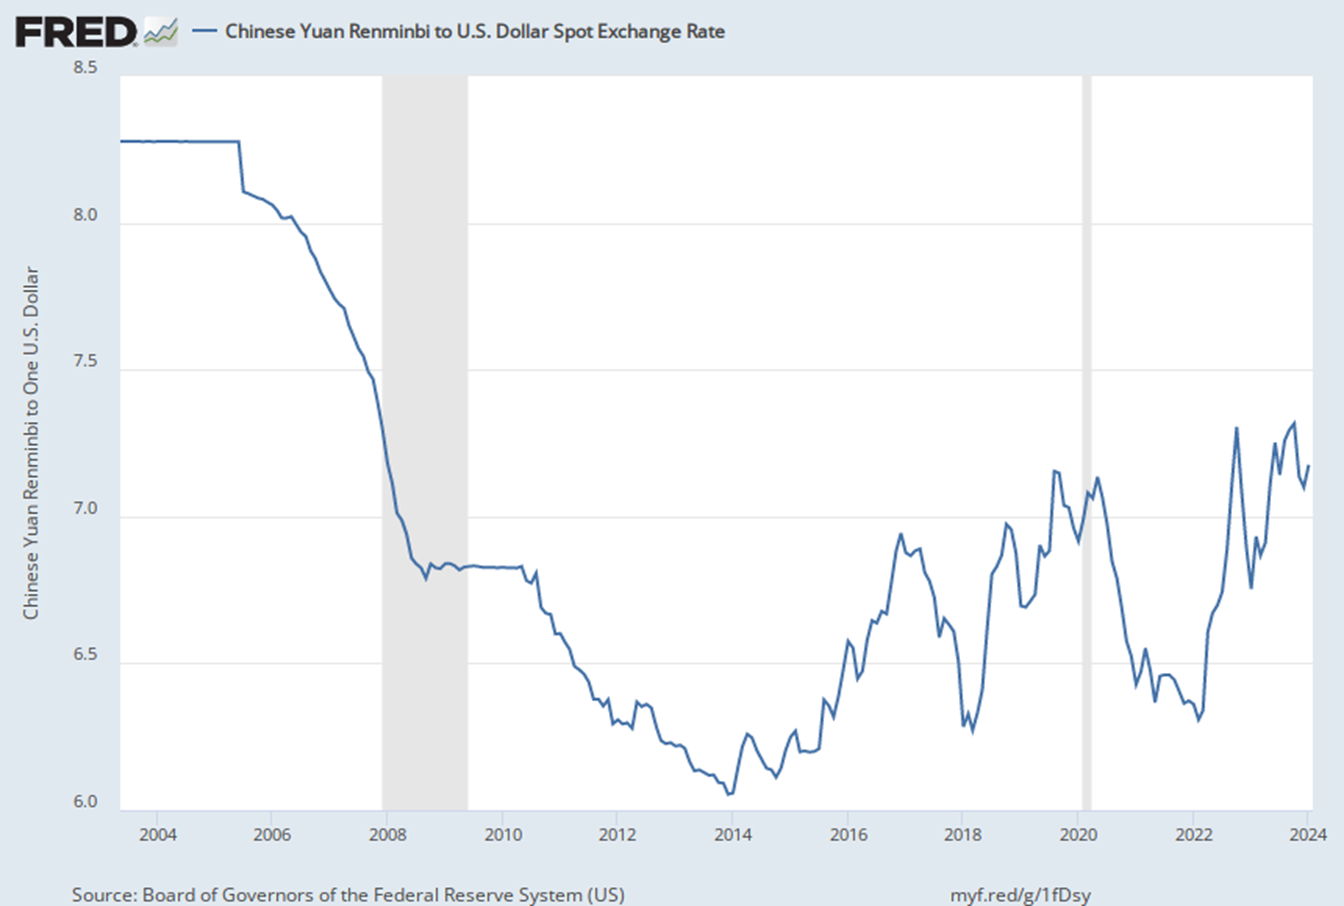 FRED
Chinese Yuan Renminbi to U.S. Dollar Spot Exchange Rate
Chinese Yuan Renminbi to One U.S. Dollar
8.5
8.0
7.5
7.0
6.5
6.0
2004 2006 2008 2010 2012 2014 2016 2018 2020 2022 2024
Source: Board of Governors of the Federal Reserve System (US)
myf.red/g/1fDsy